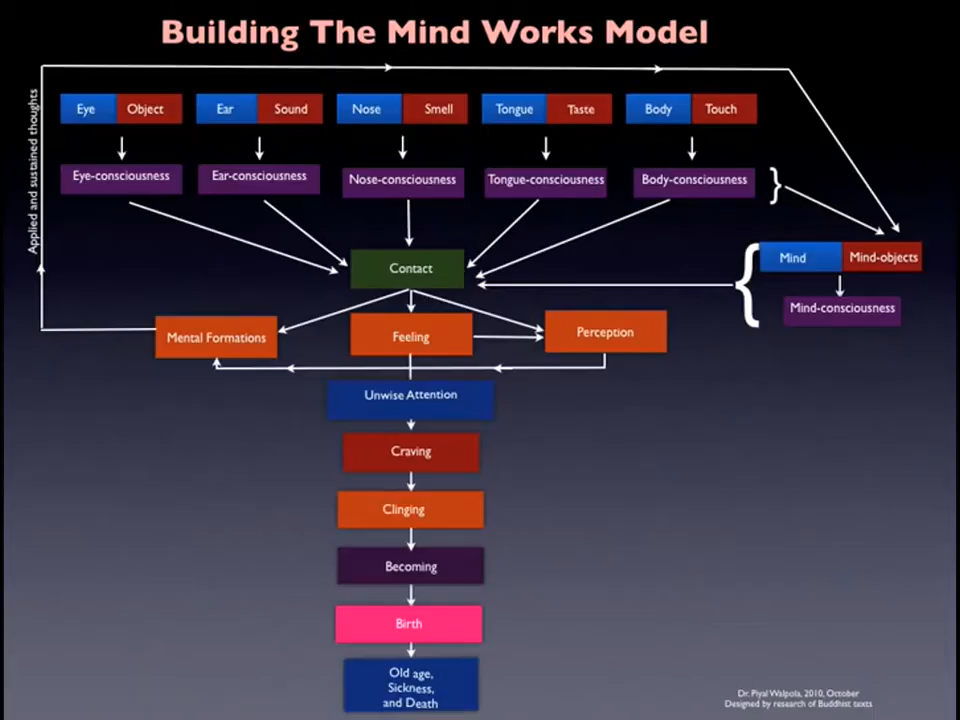 Building The Mind Works Model
Applied and sustained thoughts
Eye Object Ear Sound Nose Smell Tongue Taste Body Touch
Eye-consciousness Ear-consciousness Nose-consciousness Tongue-consciousness Body-consciousness }
Contact
{ Mind Mind-objects
Mind-consciousness
Mental Formations Feeling Perception
Unwise Attention
Craving
Clinging
Becoming
Birth
Old age,
Sickness,
and Death
Dr. Piyal Walpola, 2010, October
Designed by research of Buddhist texts